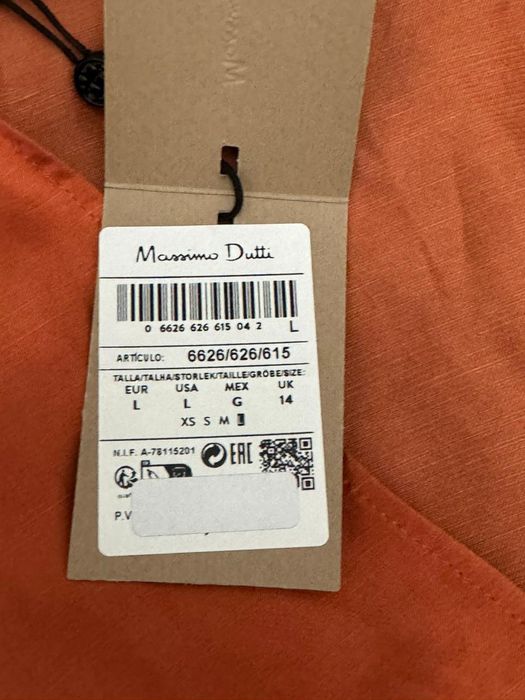 Massimo Dutti
0 6626 626 615 04 2 L
ARTÍCULO: 6626/626/615
TALLA/TALHA/STORLEK/TAILLE/GRÖBE/SIZE:
EUR USA MEX UK
L L G 14
XS S M L
N.I.F. A-78115201 EAC
P.V